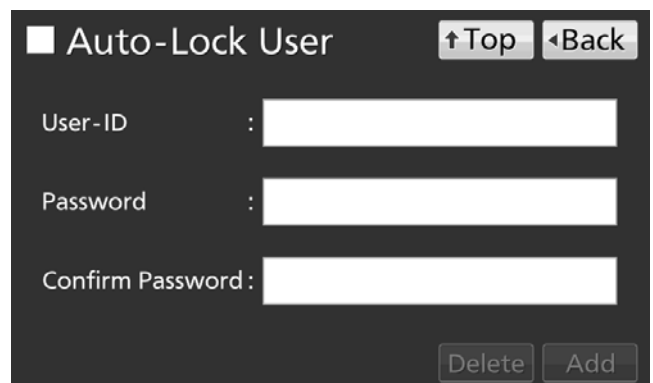 ■ Auto-Lock User ↑Top ◂Back
User-ID :
Password :
Confirm Password :
Delete Add